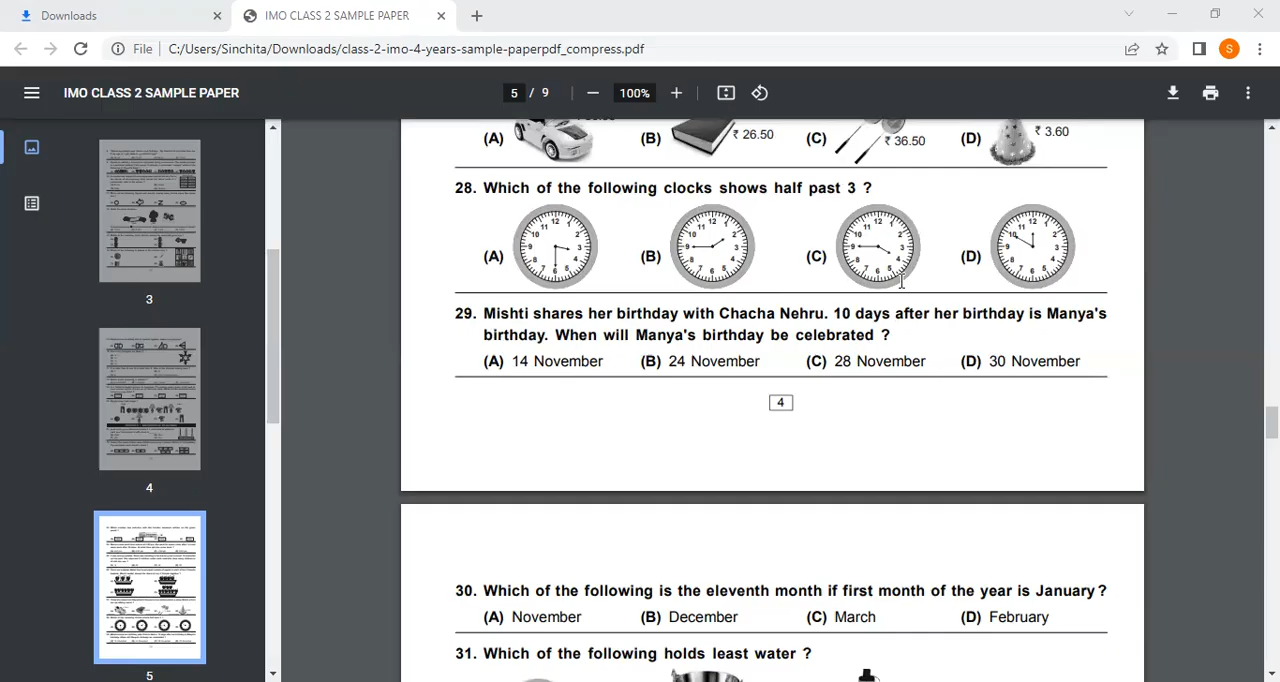 Downloads
IMO CLASS 2 SAMPLE PAPER
File C:/Users/Sinchita/Downloads/class-2-imo-4-years-sample-paperpdf_compress.pdf
S
IMO CLASS 2 SAMPLE PAPER 5 / 9 100%
3
4
5
(A) (B) ₹ 26.50 (C) ₹ 36.50 (D) ₹ 3.60
28. Which of the following clocks shows half past 3 ?
(A) (B) (C) (D)
29. Mishti shares her birthday with Chacha Nehru. 10 days after her birthday is Manya's
birthday. When will Manya's birthday be celebrated ?
(A) 14 November (B) 24 November (C) 28 November (D) 30 November
4
30. Which of the following is the eleventh month if first month of the year is January ?
(A) November (B) December (C) March (D) February
31. Which of the following holds least water ?